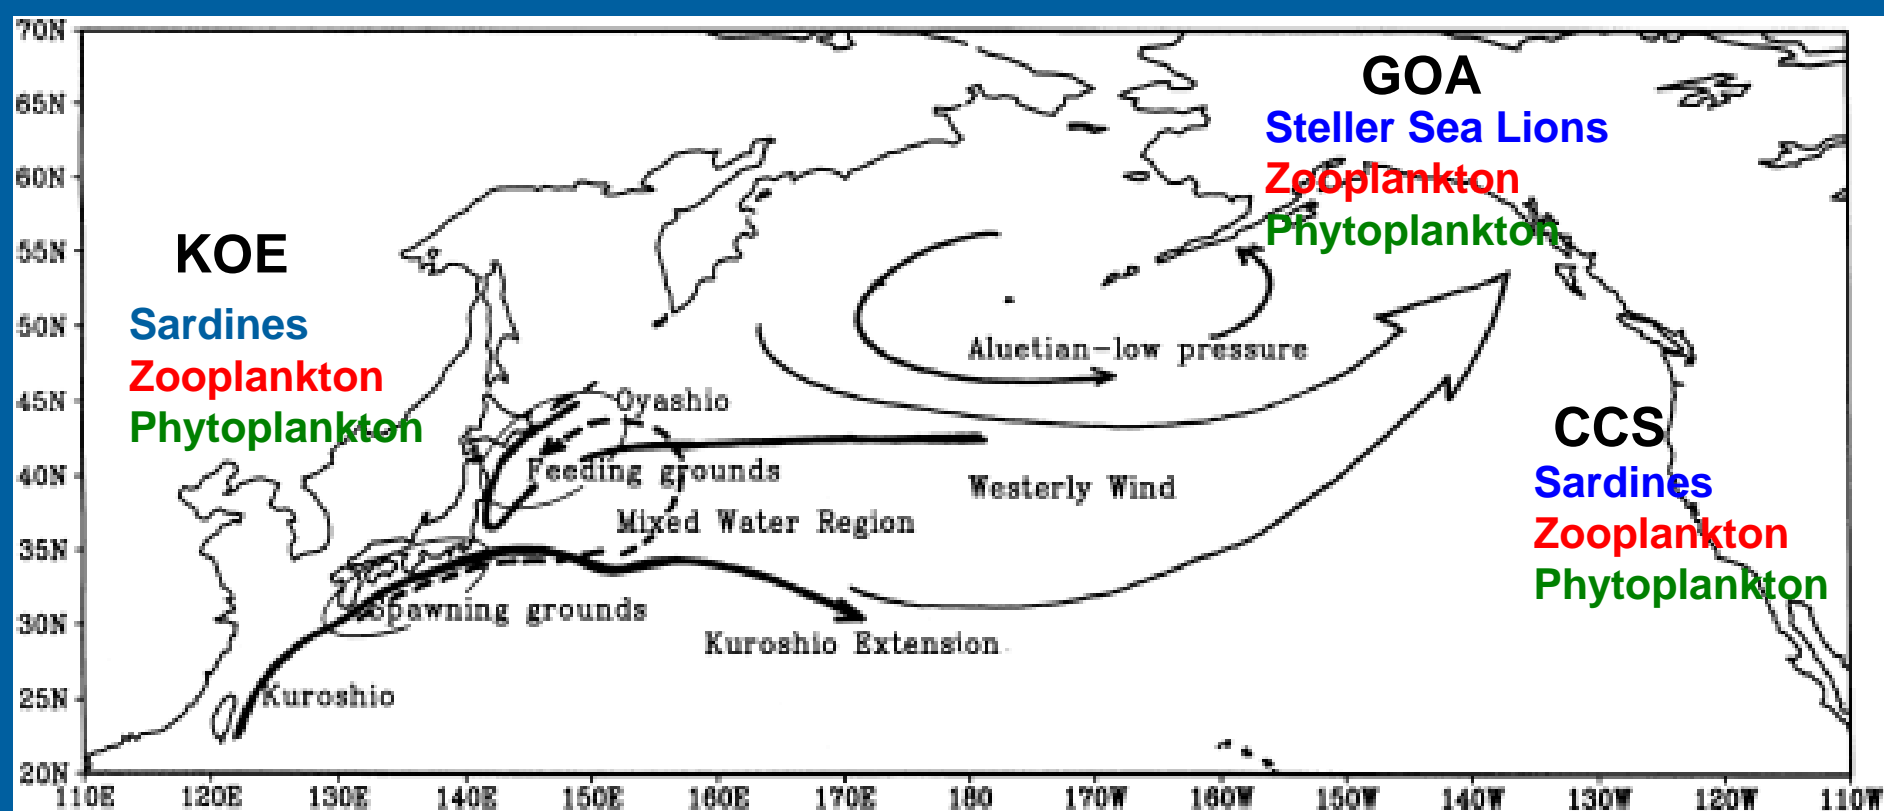 70N
65N
60N
55N
50N
45N
40N
35N
30N
25N
20N
GOA
Steller Sea Lions
Zooplankton
Phytoplankton
KOE
Sardines
Zooplankton
Phytoplankton
Aluetian-low pressure
Oyashio
Feeding grounds
Westerly Wind
Mixed Water Region
CCS
Sardines
Zooplankton
Phytoplankton
Spawning grounds
Kuroshio Extension
Kuroshio
110E 120E 130E 140E 150E 160E 170E 180 170W 160W 150W 140W 130W 120W 110W